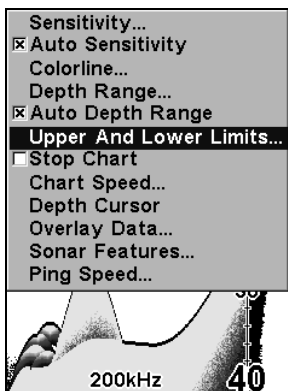 Sensitivity...
Auto Sensitivity
Colorline...
Depth Range...
Auto Depth Range
Upper And Lower Limits...
Stop Chart
Chart Speed...
Depth Cursor
Overlay Data...
Sonar Features...
Ping Speed...
200kHz
40